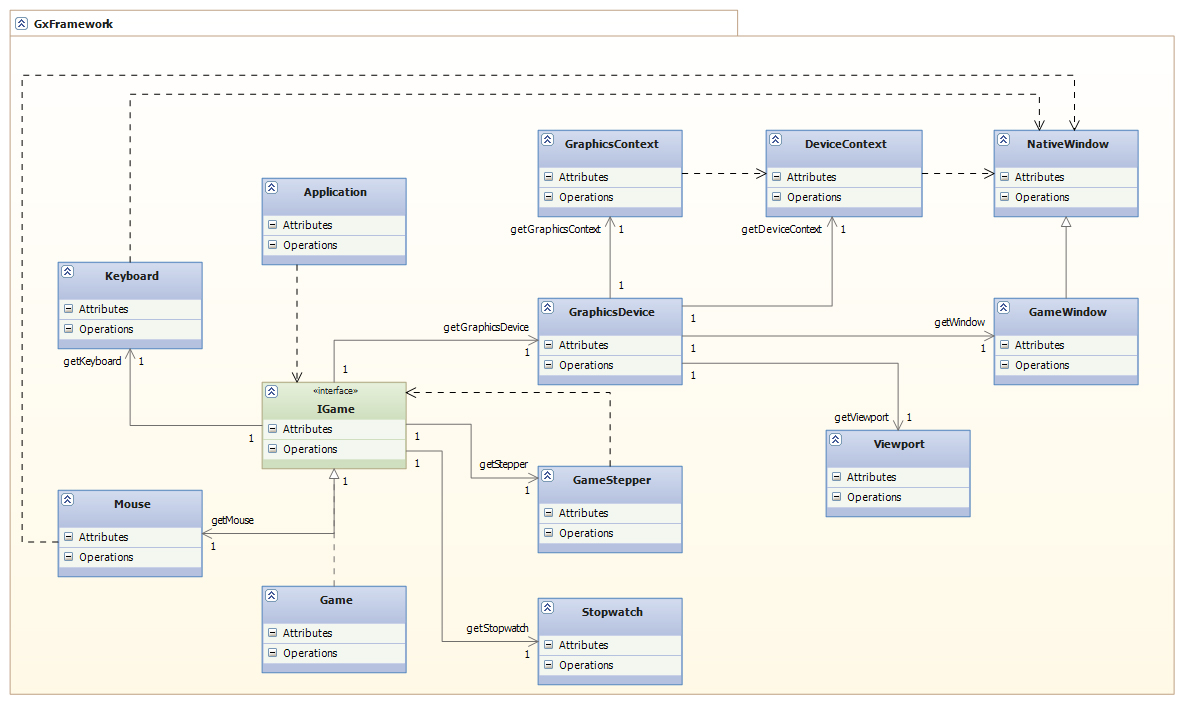 GxFramework
GraphicsContext
Attributes
Operations
DeviceContext
Attributes
Operations
NativeWindow
Attributes
Operations
Application
Attributes
Operations
getGraphicsContext
1
getDeviceContext
1
Keyboard
Attributes
Operations
1
GraphicsDevice
Attributes
Operations
GameWindow
Attributes
Operations
getGraphicsDevice
1
1
getWindow
1
1
1
getKeyboard
1
1
«interface»
IGame
Attributes
Operations
1
1
1
1
getViewport
1
Viewport
Attributes
Operations
getStepper
1
GameStepper
Attributes
Operations
Mouse
Attributes
Operations
getMouse
1
Game
Attributes
Operations
getStopwatch
1
Stopwatch
Attributes
Operations